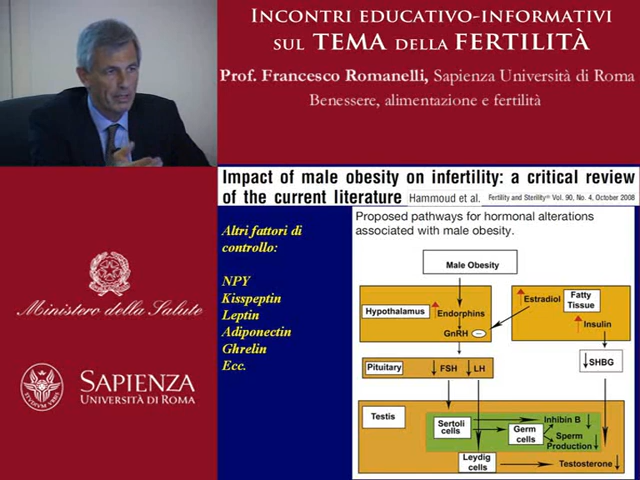 INCONTRI EDUCATIVO-INFORMATIVI
SUL TEMA DELLA FERTILITÀ
Prof. Francesco Romanelli, Sapienza Università di Roma
Benessere, alimentazione e fertilità
Impact of male obesity on infertility: a critical review
of the current literature Hammoud et al. Fertility and Sterility® Vol. 90, No. 4, October 2008
Altri fattori di
controllo:
NPY
Kisspeptin
Leptin
Adiponectin
Ghrelin
Ecc.
Proposed pathways for hormonal alterations
associated with male obesity.
Male Obesity
Hypothalamus
Endorphins
GnRH
Estradiol
Fatty
Tissue
Insulin
SHBG
Pituitary
FSH
LH
Testis
Sertoli
cells
Germ
cells
Inhibin B
Sperm
Production
Leydig
cells
Testosterone
Ministero della Salute
SAPIENZA
UNIVERSITÀ DI ROMA